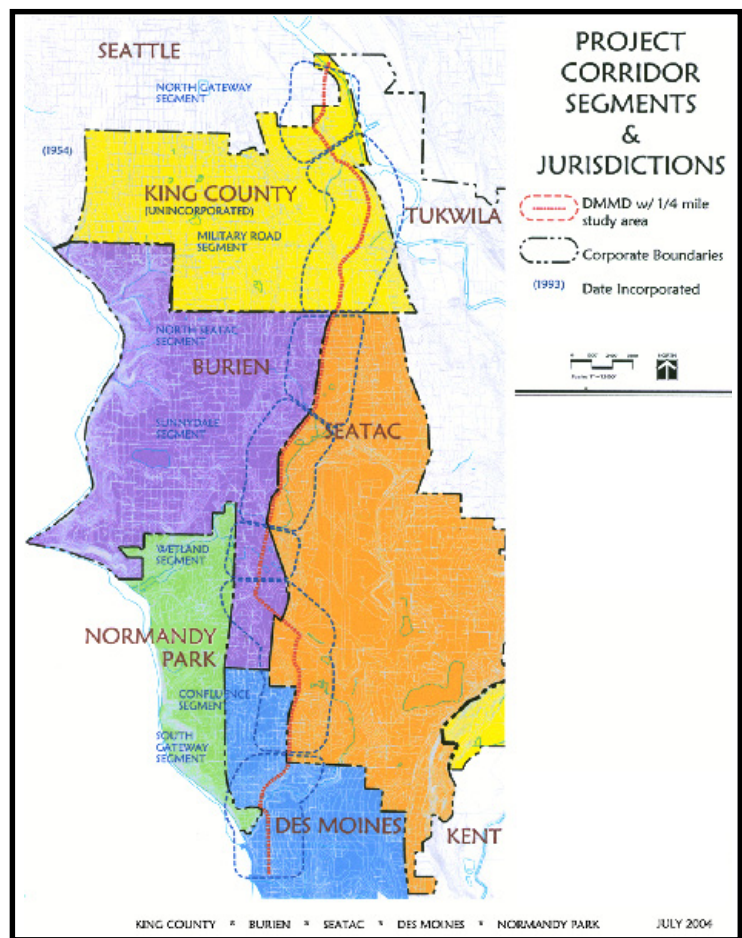 PROJECT
CORRIDOR
SEGMENTS
&
JURISDICTIONS
DMMD w/ 1/4 mile
study area
Corporate Boundaries
(1993) Date Incorporated
NORTH
SEATTLE
NORTH GATEWAY
SEGMENT
(1954)
KING COUNTY
(UNINCORPORATED)
TUKWILA
MILITARY ROAD
SEGMENT
NORTH SEATAC
SEGMENT
BURIEN
SUNNYDALE
SEGMENT
SEATAC
WETLAND
SEGMENT
NORMANDY
PARK
CONFLUENCE
SEGMENT
SOUTH
GATEWAY
SEGMENT
DES MOINES
KENT
KING COUNTY * BURIEN * SEATAC * DES MOINES * NORMANDY PARK JULY 2004